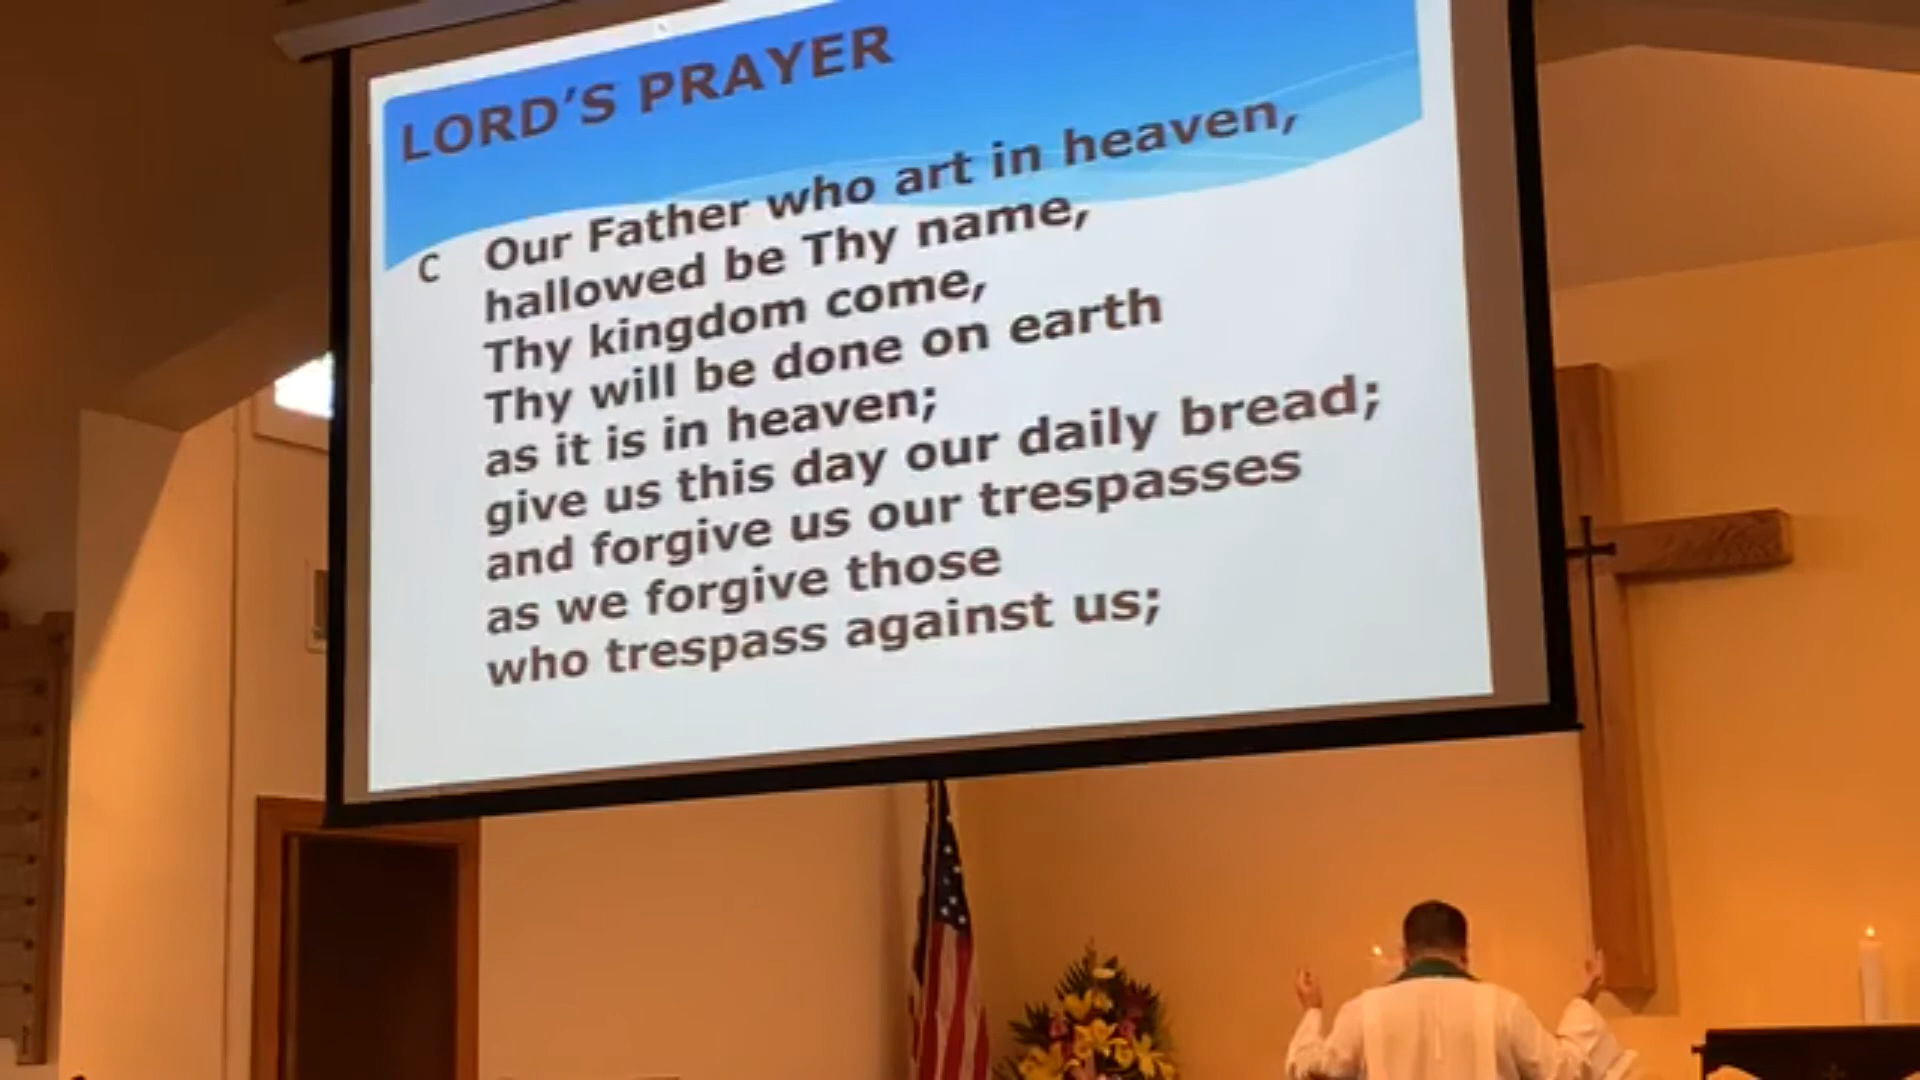 LORD'S PRAYER
C Our Father who art in heaven,
hallowed be Thy name,
Thy kingdom come,
Thy will be done on earth
as it is in heaven;
give us this day our daily bread;
and forgive us our trespasses
as we forgive those
who trespass against us;